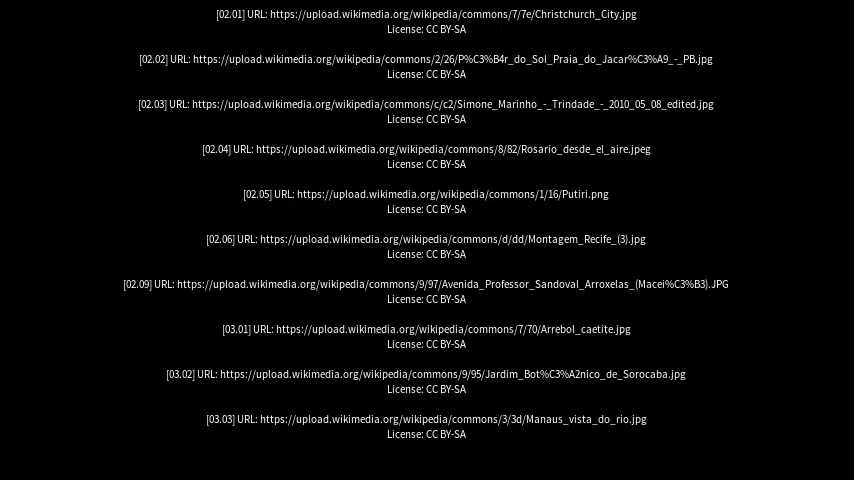 [02.01] URL: https://upload.wikimedia.org/wikipedia/commons/7/7e/Christchurch_City.jpg
License: CC BY-SA
[02.02] URL: https://upload.wikimedia.org/wikipedia/commons/2/26/P%C3%B4r_do_Sol_Praia_do_Jacar%C3%A9_-_PB.jpg
License: CC BY-SA
[02.03] URL: https://upload.wikimedia.org/wikipedia/commons/c/c2/Simone_Marinho_-_Trindade_-_2010_05_08_edited.jpg
License: CC BY-SA
[02.04] URL: https://upload.wikimedia.org/wikipedia/commons/8/82/Rosario_desde_el_aire.jpeg
License: CC BY-SA
[02.05] URL: https://upload.wikimedia.org/wikipedia/commons/1/16/Putiri.png
License: CC BY-SA
[02.06] URL: https://upload.wikimedia.org/wikipedia/commons/d/dd/Montagem_Recife_(3).jpg
License: CC BY-SA
[02.09] URL: https://upload.wikimedia.org/wikipedia/commons/9/97/Avenida_Professor_Sandoval_Arroxelas_(Macei%C3%B3).JPG
License: CC BY-SA
[03.01] URL: https://upload.wikimedia.org/wikipedia/commons/7/70/Arrebol_caetite.jpg
License: CC BY-SA
[03.02] URL: https://upload.wikimedia.org/wikipedia/commons/9/95/Jardim_Bot%C3%A2nico_de_Sorocaba.jpg
License: CC BY-SA
[03.03] URL: https://upload.wikimedia.org/wikipedia/commons/3/3d/Manaus_vista_do_rio.jpg
License: CC BY-SA